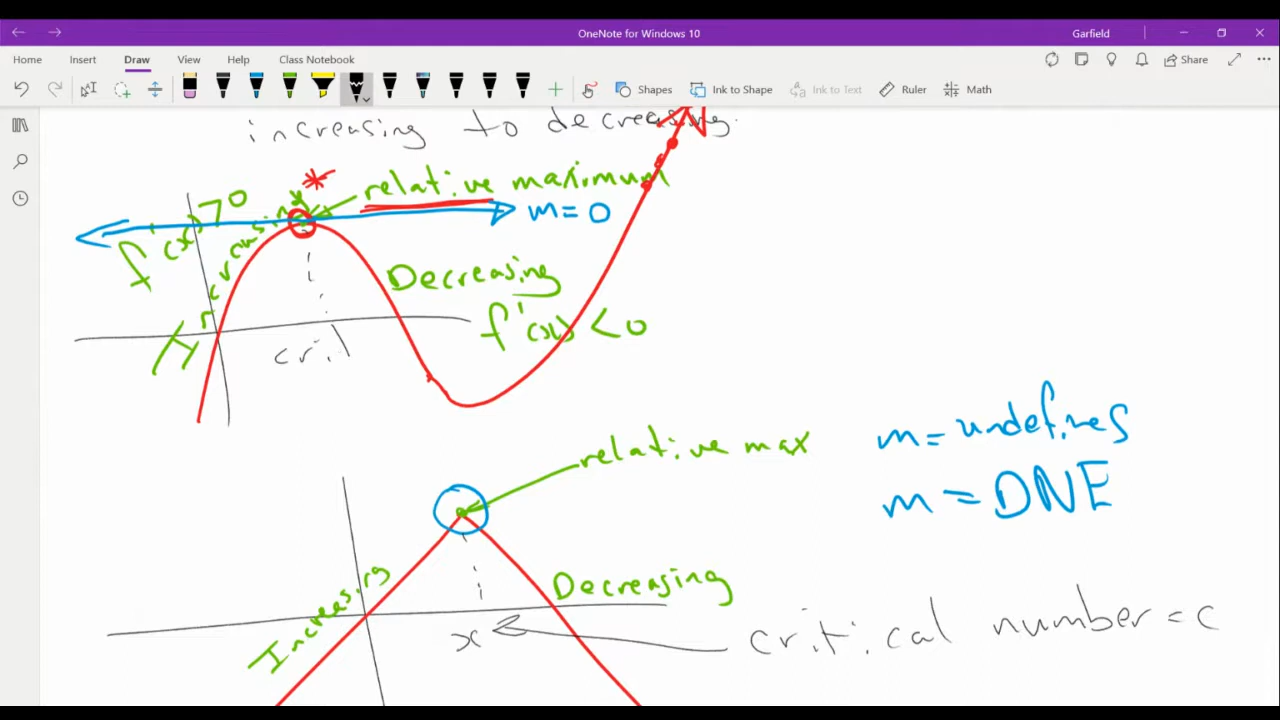 OneNote for Windows 10
Garfield
Home Insert Draw View Help Class Notebook
Share
Shapes Ink to Shape Ink to Text Ruler Math
increasing to decreasing.
relative maximum
m = 0
f'(x) > 0
Increasing
Decreasing
f'(x) < 0
crit
relative max
m = undefined
m = DNE
Increasing
Decreasing
x
critical number = c